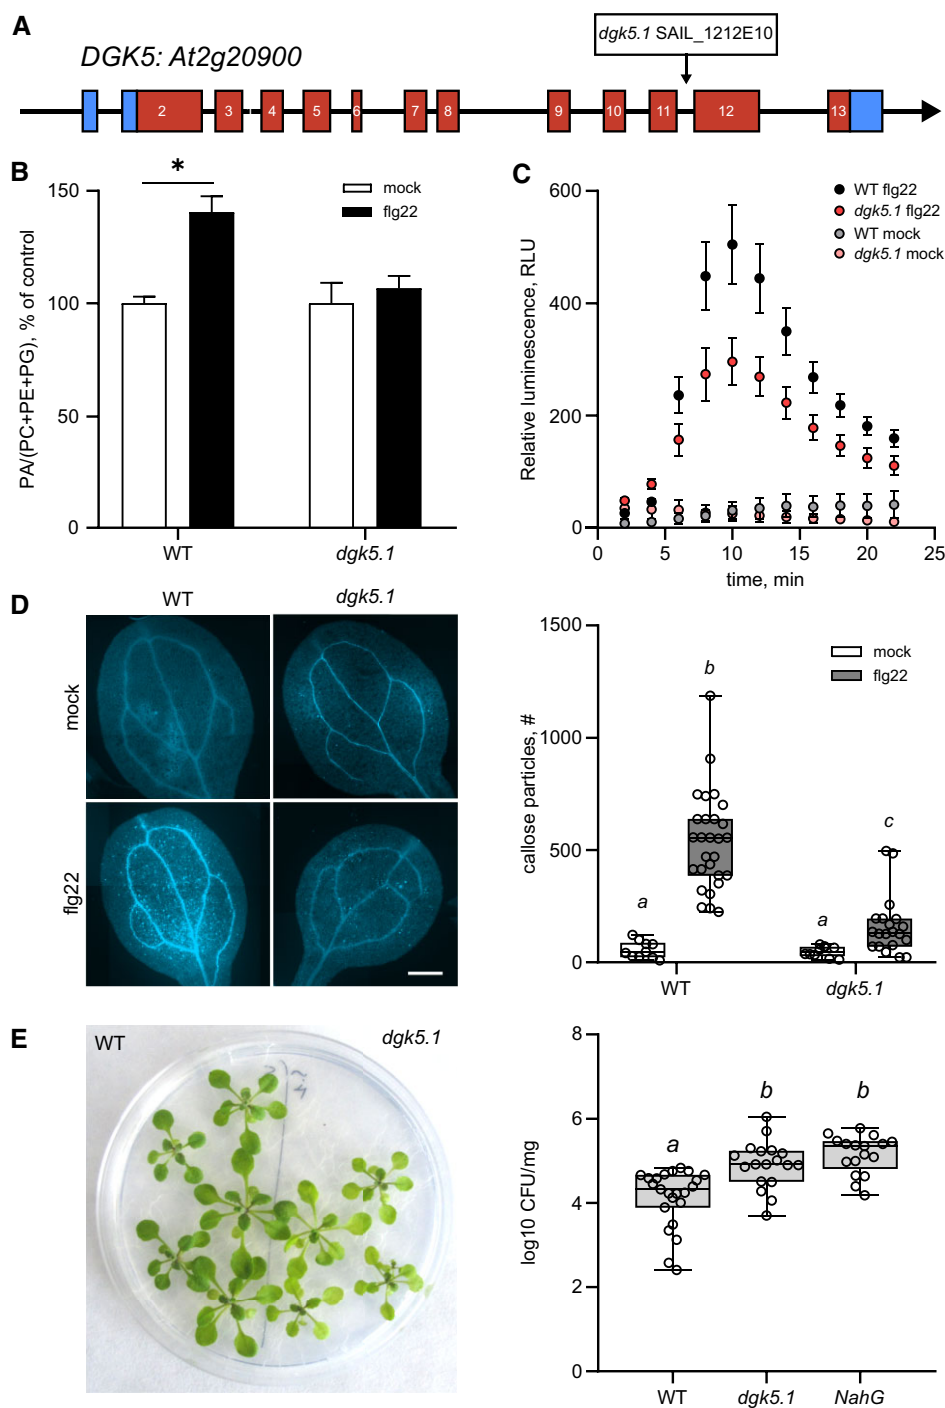 A
dgk5.1 SAIL_1212E10
DGK5: At2g20900
2 3 4 5 6 7 8 9 10 11 12 13
B
PA/(PC+PE+PG), % of control
150
100
50
0
*
mock
flg22
WT dgk5.1
C
Relative luminescence, RLU
600
400
200
0
WT flg22
dgk5.1 flg22
WT mock
dgk5.1 mock
0 5 10 15 20 25
time, min
D
WT dgk5.1
mock
flg22
callose particles, #
1500
1000
500
0
mock
flg22
a b a c
WT dgk5.1
E
WT dgk5.1
log10 CFU/mg
8
6
4
2
0
a b b
WT dgk5.1 NahG